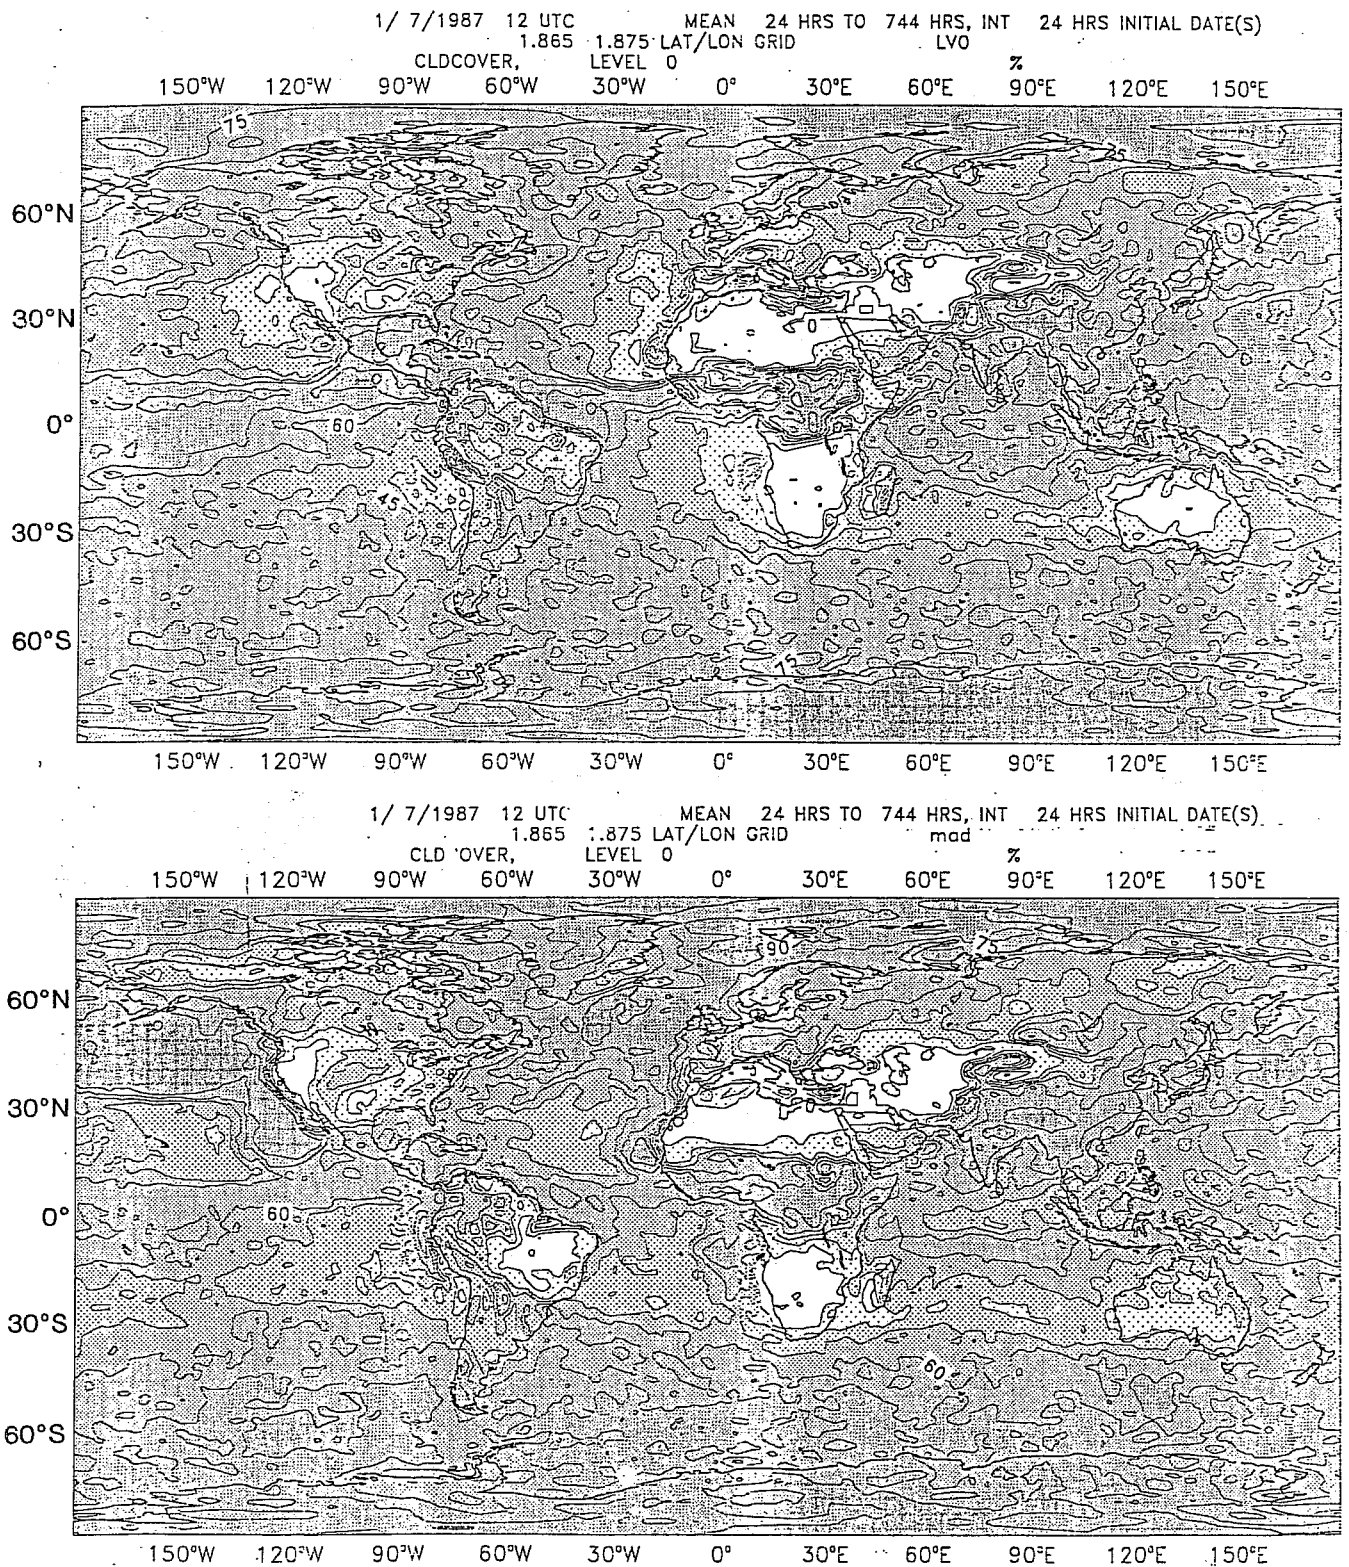 1/ 7/1987 12 UTC MEAN 24 HRS TO 744 HRS, INT 24 HRS INITIAL DATE(S)
1.865 1.875 LAT/LON GRID LVO
CLDCOVER, LEVEL 0 %
150°W 120°W 90°W 60°W 30°W 0° 30°E 60°E 90°E 120°E 150°E
75
60°N
30°N
0°
60
45
30°S
60°S
75
150°W 120°W 90°W 60°W 30°W 0° 30°E 60°E 90°E 120°E 150°E
1/ 7/1987 12 UTC MEAN 24 HRS TO 744 HRS, INT 24 HRS INITIAL DATE(S)
1.865 1.875 LAT/LON GRID mad
CLD OVER, LEVEL 0 %
150°W 120°W 90°W 60°W 30°W 0° 30°E 60°E 90°E 120°E 150°E
90 75
60°N
30°N
0°
60
30°S
60
60°S
150°W 120°W 90°W 60°W 30°W 0° 30°E 60°E 90°E 120°E 150°E